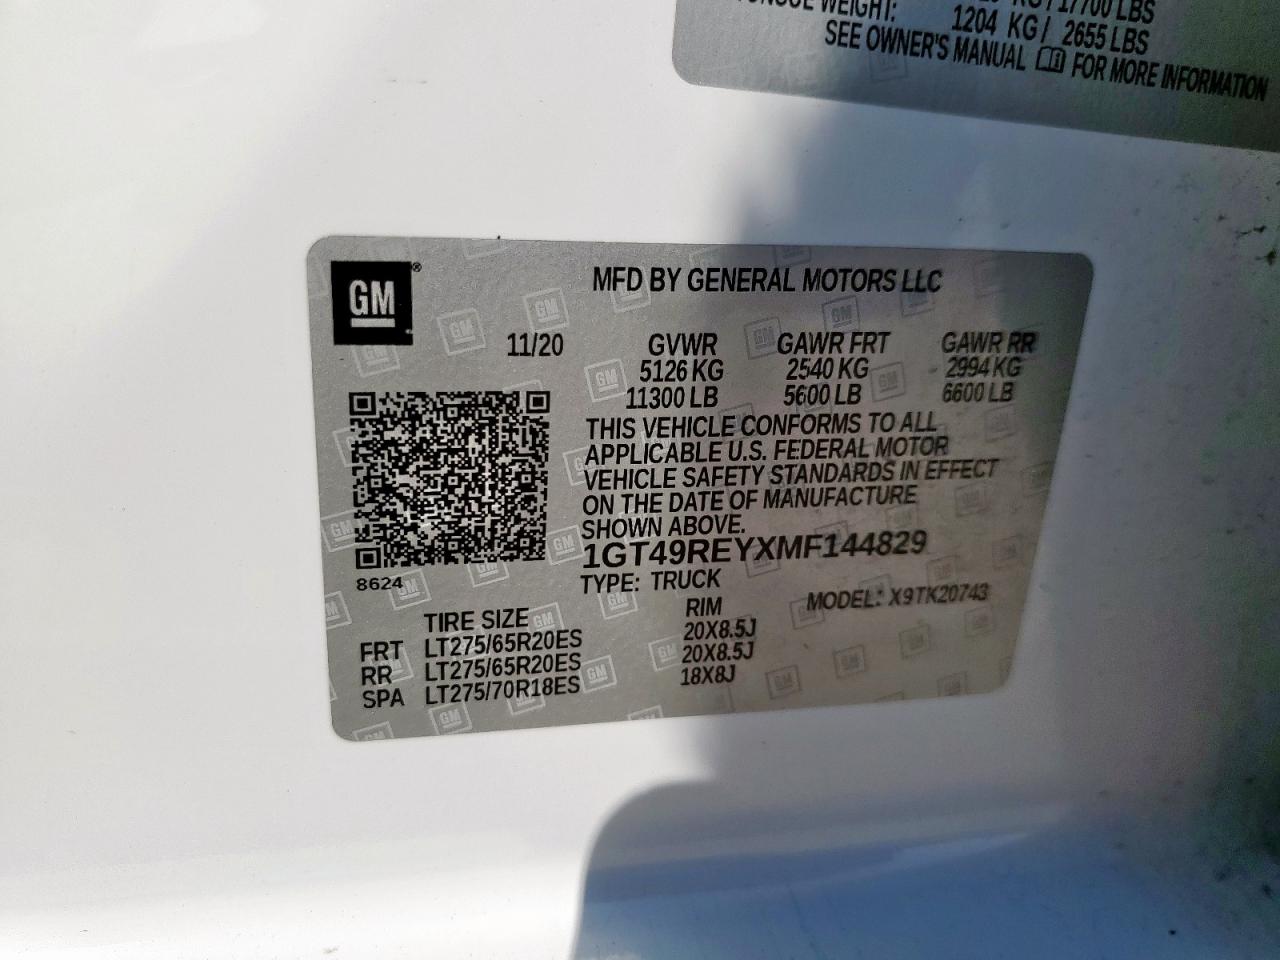 WEIGHT: 1204 KG / 2655 LBS
SEE OWNER'S MANUAL FOR MORE INFORMATION
GM®
MFD BY GENERAL MOTORS LLC
11/20 GVWR GAWR FRT GAWR RR
5126 KG 2540 KG 2994 KG
11300 LB 5600 LB 6600 LB
THIS VEHICLE CONFORMS TO ALL
APPLICABLE U.S. FEDERAL MOTOR
VEHICLE SAFETY STANDARDS IN EFFECT
ON THE DATE OF MANUFACTURE
SHOWN ABOVE.
1GT49REYXMF144829
8624
TYPE: TRUCK MODEL: X9TK20743
TIRE SIZE RIM
FRT LT275/65R20ES 20X8.5J
RR LT275/65R20ES 20X8.5J
SPA LT275/70R18ES 18X8J